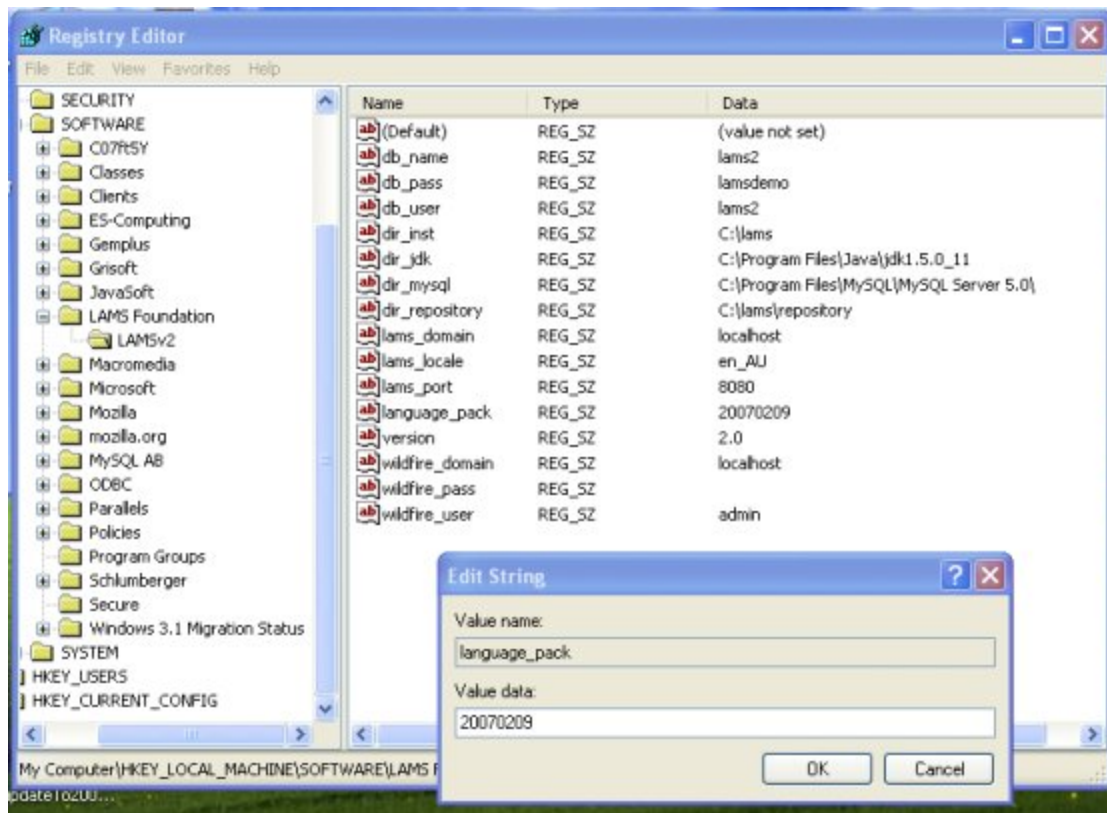 Registry Editor
File Edit View Favorites Help
SECURITY
SOFTWARE
C07ft5Y
Classes
Clients
ES-Computing
Gemplus
Grisoft
JavaSoft
LAMS Foundation
LAMSv2
Macromedia
Microsoft
Mozilla
mozilla.org
MySQL AB
ODBC
Parallels
Policies
Program Groups
Schlumberger
Secure
Windows 3.1 Migration Status
SYSTEM
HKEY_USERS
HKEY_CURRENT_CONFIG
Name Type Data
(Default) REG_SZ (value not set)
db_name REG_SZ lams2
db_pass REG_SZ lamsdemo
db_user REG_SZ lams2
dir_inst REG_SZ C:\lams
dir_jdk REG_SZ C:\Program Files\Java\jdk1.5.0_11
dir_mysql REG_SZ C:\Program Files\MySQL\MySQL Server 5.0\
dir_repository REG_SZ C:\lams\repository
lams_domain REG_SZ localhost
lams_locale REG_SZ en_AU
lams_port REG_SZ 8080
language_pack REG_SZ 20070209
version REG_SZ 2.0
wildfire_domain REG_SZ localhost
wildfire_pass REG_SZ
wildfire_user REG_SZ admin
Edit String
Value name:
language_pack
Value data:
20070209
OK Cancel
My Computer\HKEY_LOCAL_MACHINE\SOFTWARE\LAMS F